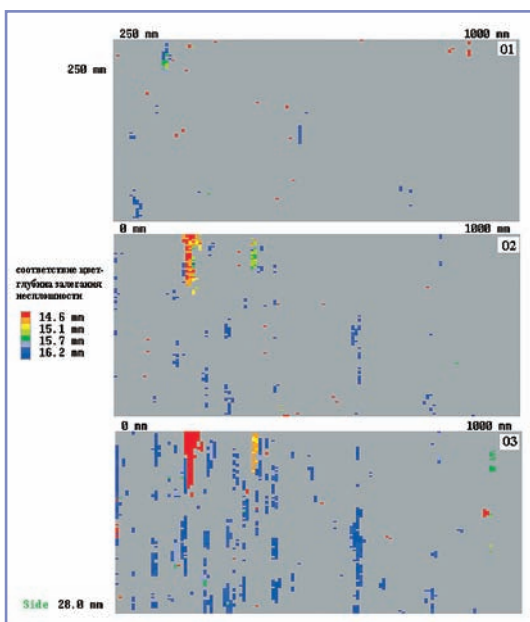 250 mm 1000 mm
01
250 mm
0 mm 1000 mm
02
соответствие цвет-
глубина залегания
несплошности
14.6 mm
15.1 mm
15.7 mm
16.2 mm
0 mm 1000 mm
03
Side 28.0 mm